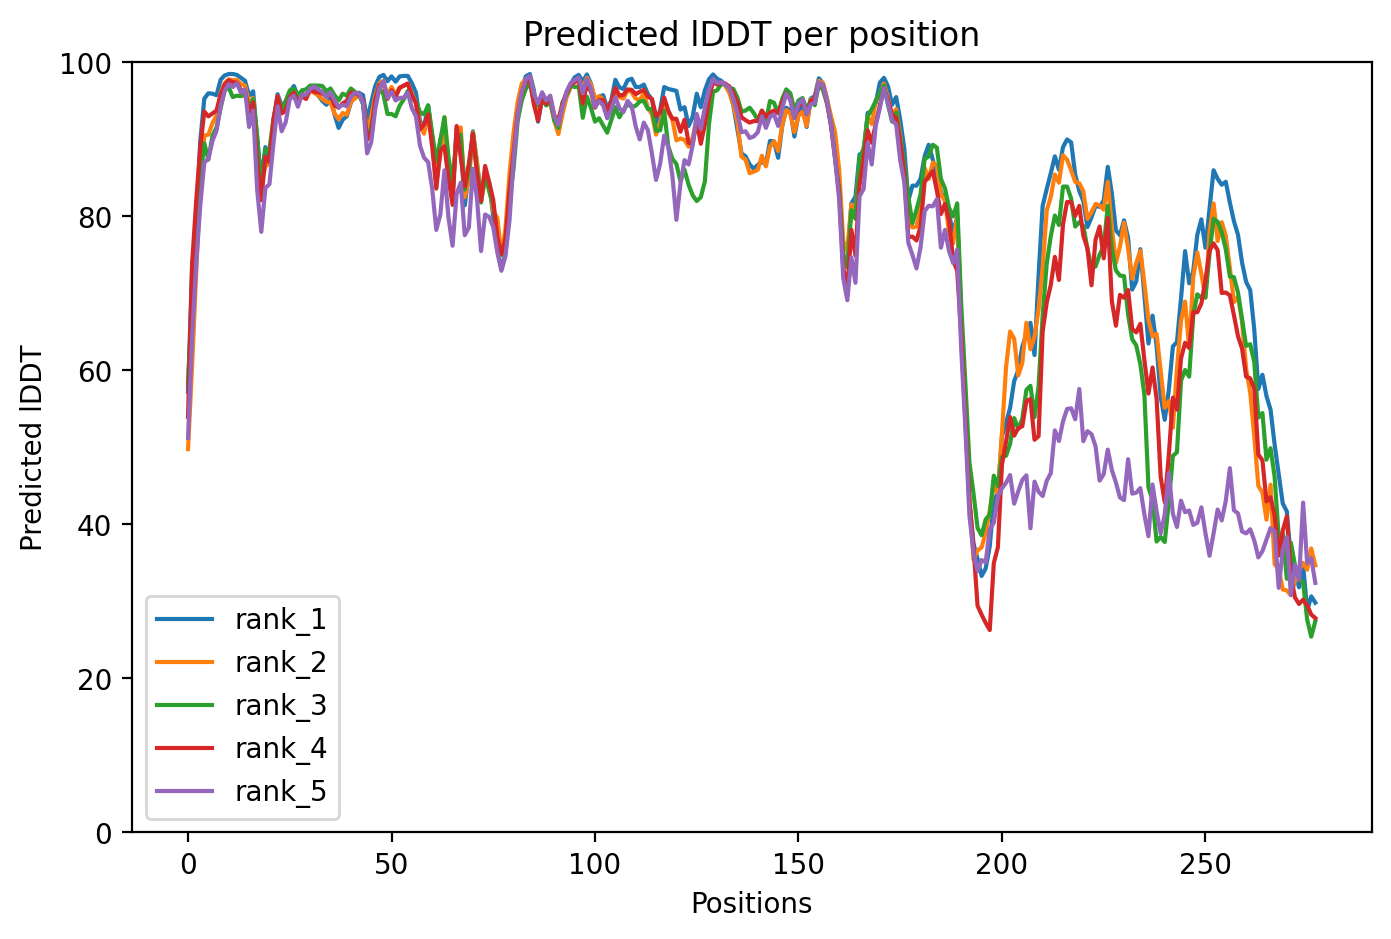 Predicted lDDT per position
Predicted lDDT
100
80
60
40
20
0
rank_1
rank_2
rank_3
rank_4
rank_5
0 50 100 150 200 250
Positions